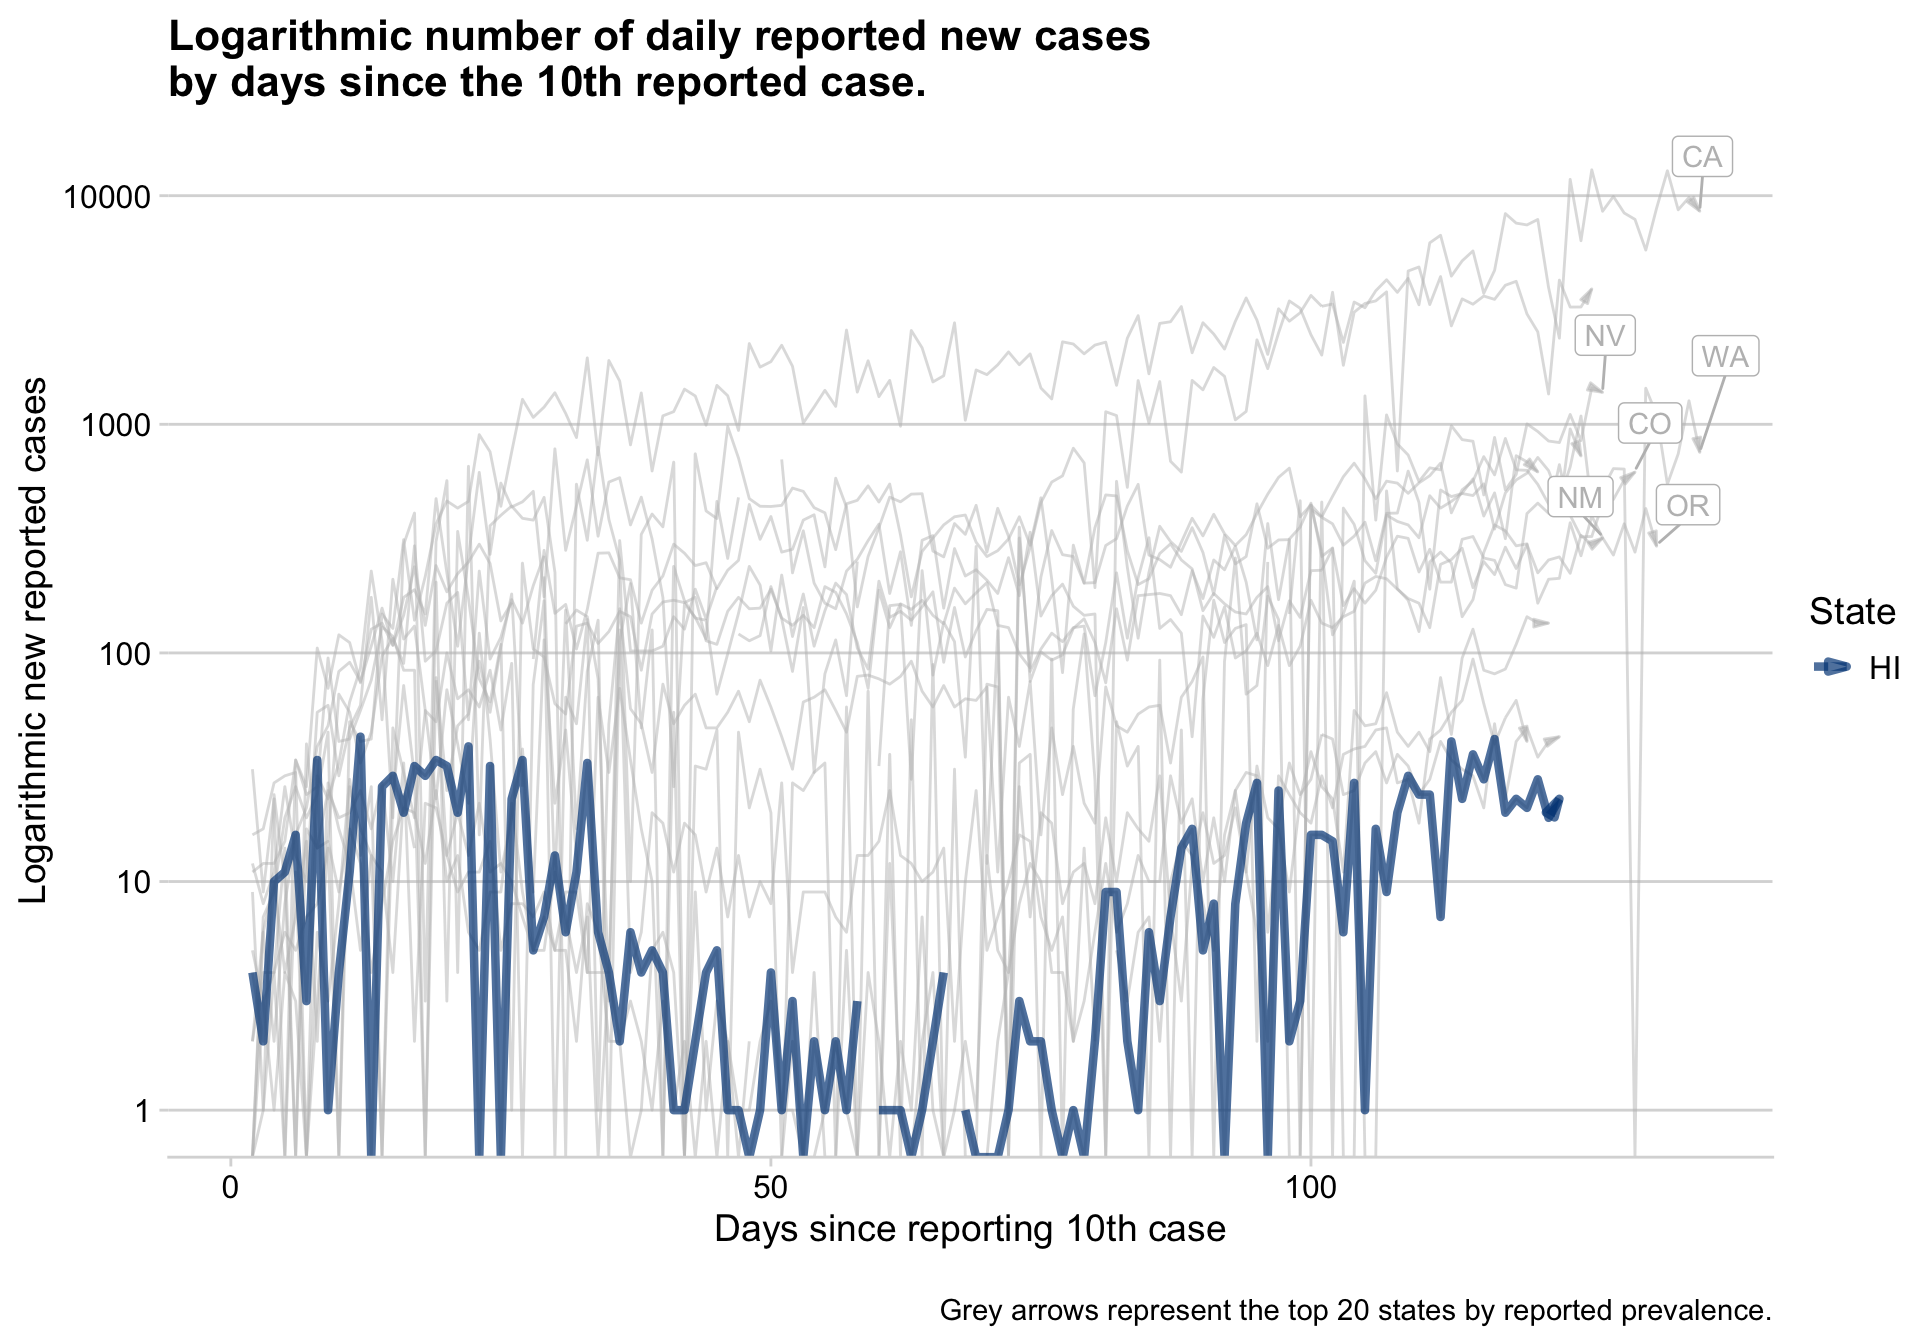 Logarithmic number of daily reported new cases
by days since the 10th reported case.
Logarithmic new reported cases
10000
1000
100
10
1
CA
NV
WA
CO
NM
OR
State
HI
0
50
100
Days since reporting 10th case
Grey arrows represent the top 20 states by reported prevalence.